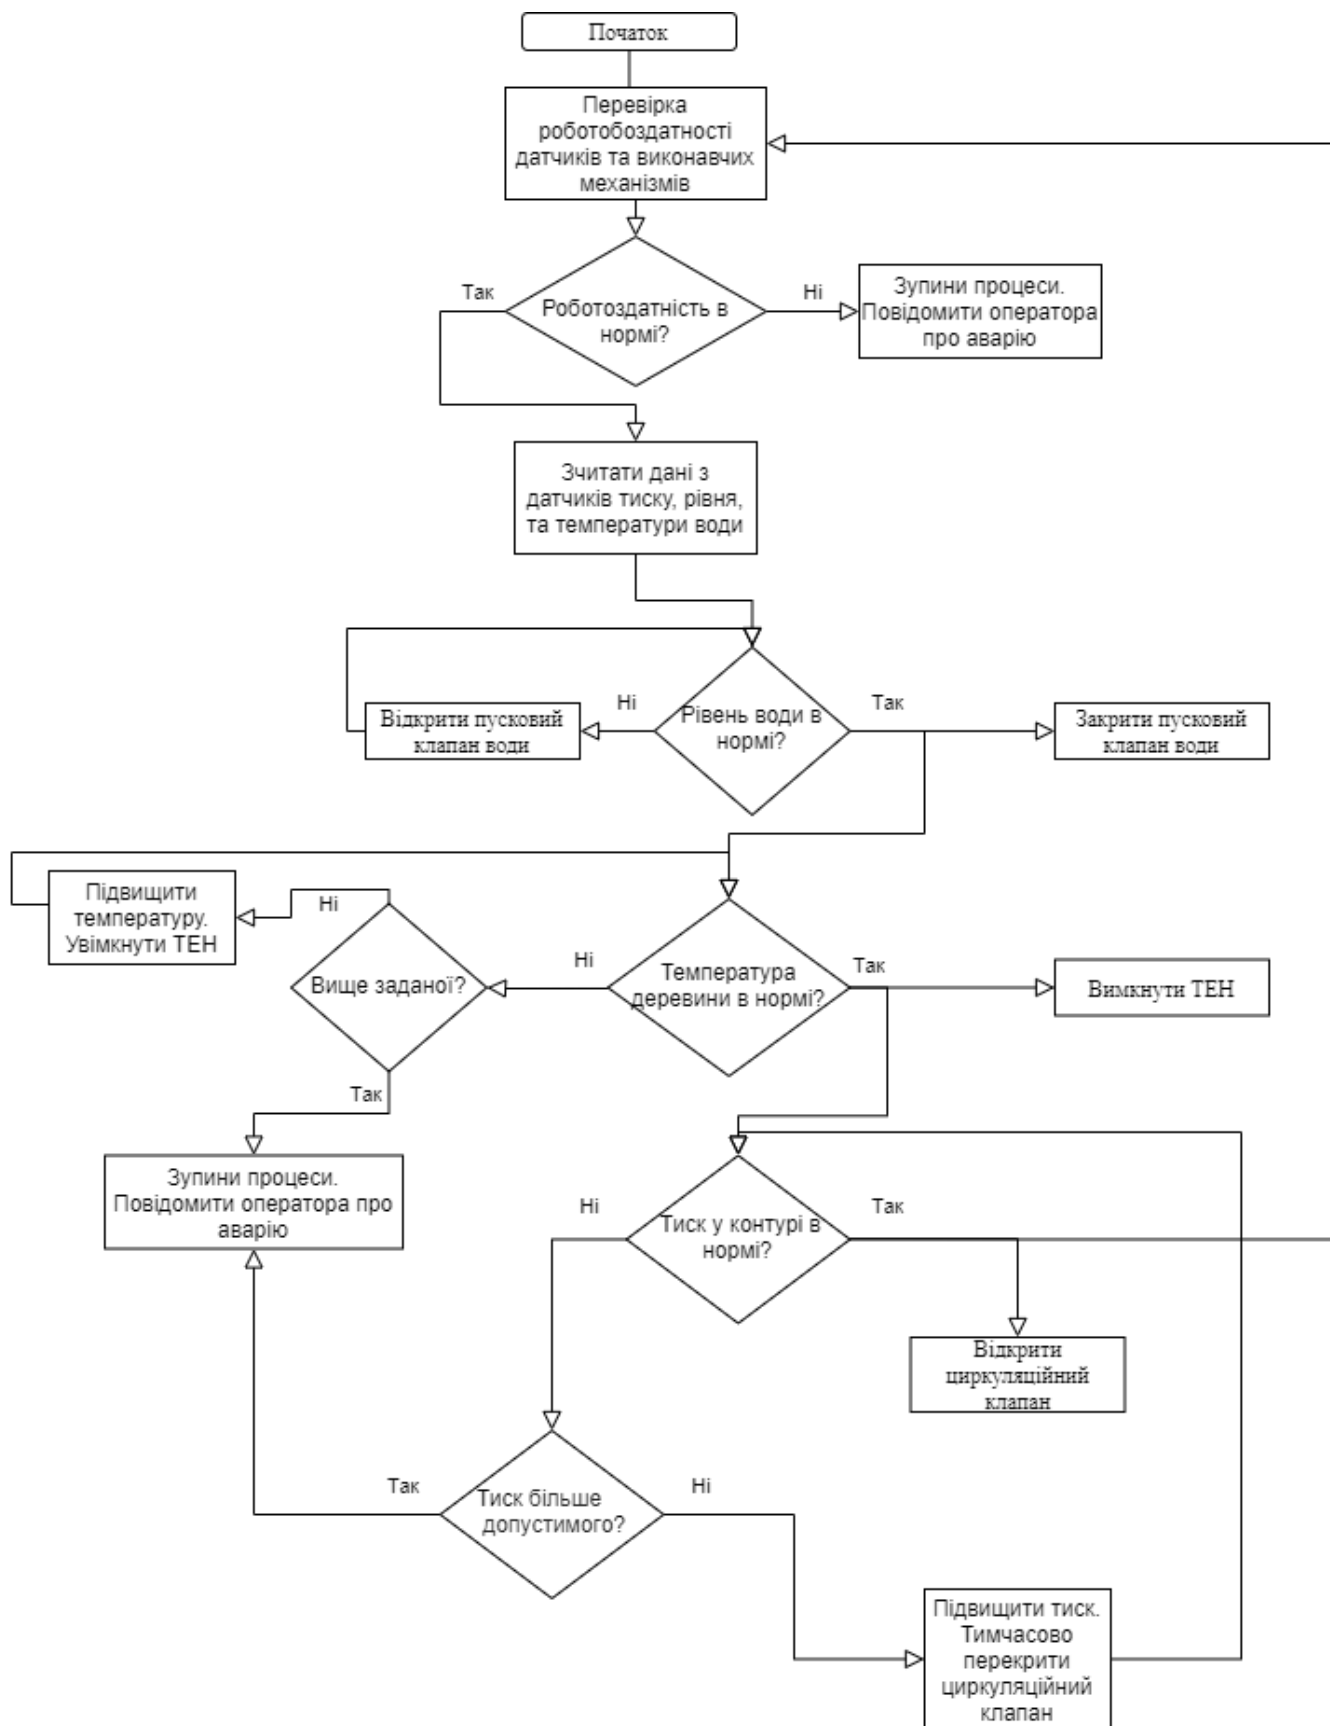 Початок
Перевірка
роботобоздатності
датчиків та виконавчих
механізмів
Так
Ні
Роботоздатність в
нормі?
Зупини процеси.
Повідомити оператора
про аварію
Зчитати дані з
датчиків тиску, рівня,
та температури води
Ні
Так
Відкрити пусковий
клапан води
Рівень води в
нормі?
Закрити пусковий
клапан води
Підвищити
температуру.
Увімкнути ТЕН
Ні
Вище заданої?
Ні
Температура
деревини в нормі?
Так
Вимкнути ТЕН
Так
Зупини процеси.
Повідомити оператора про
аварію
Ні
Тиск у контурі в
нормі?
Так
Відкрити
циркуляційний
клапан
Так
Тиск більше
допустимого?
Ні
Підвищити тиск.
Тимчасово
перекрити
циркуляційний
клапан